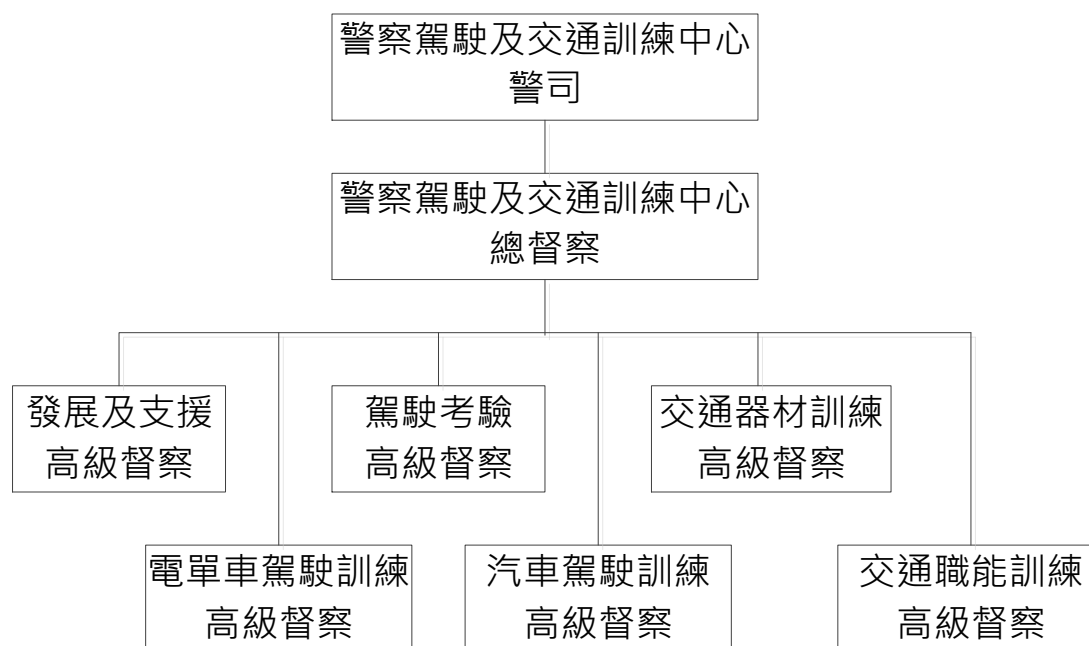 警察駕駛及交通訓練中心
警司
警察駕駛及交通訓練中心
總督察
發展及支援
高級督察
駕駛考驗
高級督察
交通器材訓練
高級督察
電單車駕駛訓練
高級督察
汽車駕駛訓練
高級督察
交通職能訓練
高級督察